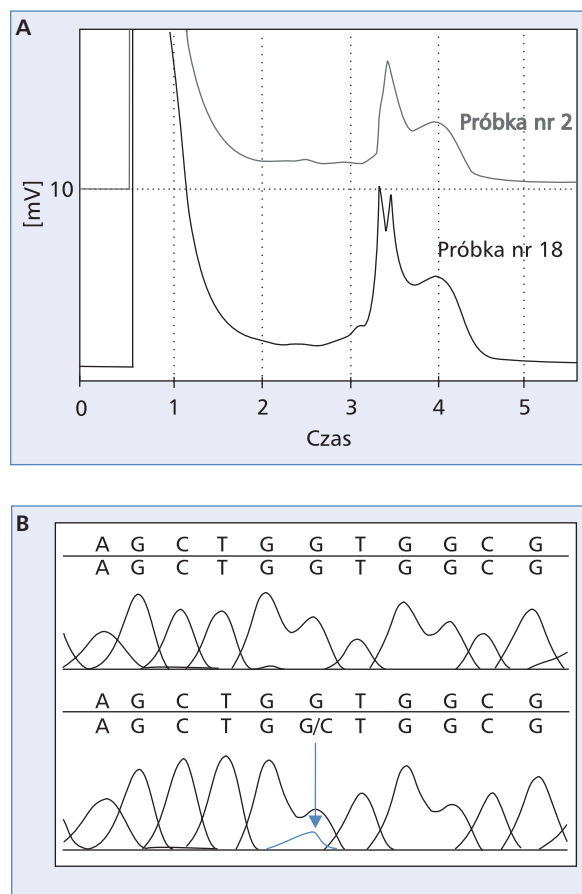 A
Próbka nr 2
10
[mV]
Próbka nr 18
0 1 2 3 4 5
Czas
B
A G C T G G T G G C G
A G C T G G T G G C G
A G C T G G T G G C G
A G C T G G/C T G G C G